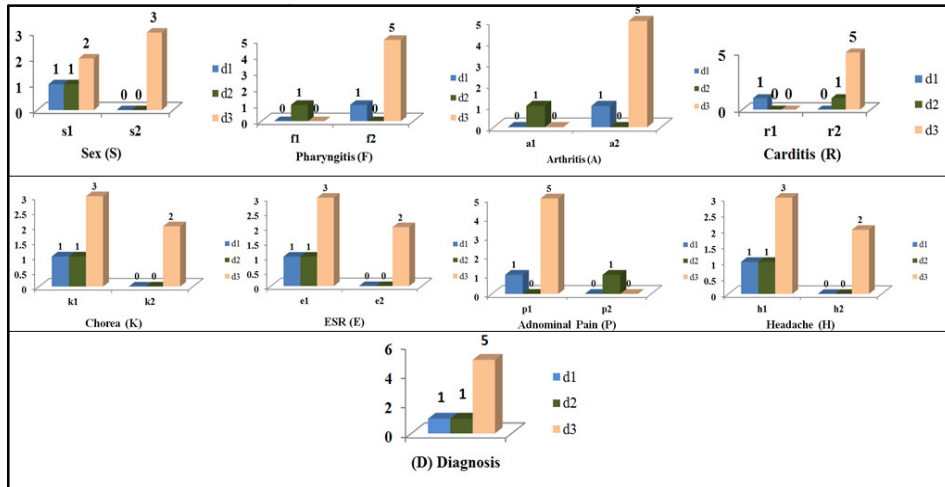 3
2
1
0
1 1 2
0 0 3
s1 s2
Sex (S)
d1
d2
d3
5
4
3
2
1
0
0 1 0
1 0 5
f1 f2
Pharyngitis (F)
d1
d2
d3
5
4
3
2
1
0
0 1 0
1 0 5
a1 a2
Arthritis (A)
d1
d2
d3
5
0
1 0 0
0 1 5
r1 r2
Carditis (R)
d1
d2
d3
3
2.5
2
1.5
1
0.5
0
1 1 3
0 0 2
k1 k2
Chorea (K)
d1
d2
d3
3
2.5
2
1.5
1
0.5
0
1 1 3
0 0 2
e1 e2
ESR (E)
d1
d2
d3
5
4
3
2
1
0
1 0 5
0 1 0
p1 p2
Adnominal Pain (P)
d1
d2
d3
3
2.5
2
1.5
1
0.5
0
1 1 3
0 0 2
h1 h2
Headache (H)
d1
d2
d3
6
4
2
0
1 1 5
(D) Diagnosis
d1
d2
d3